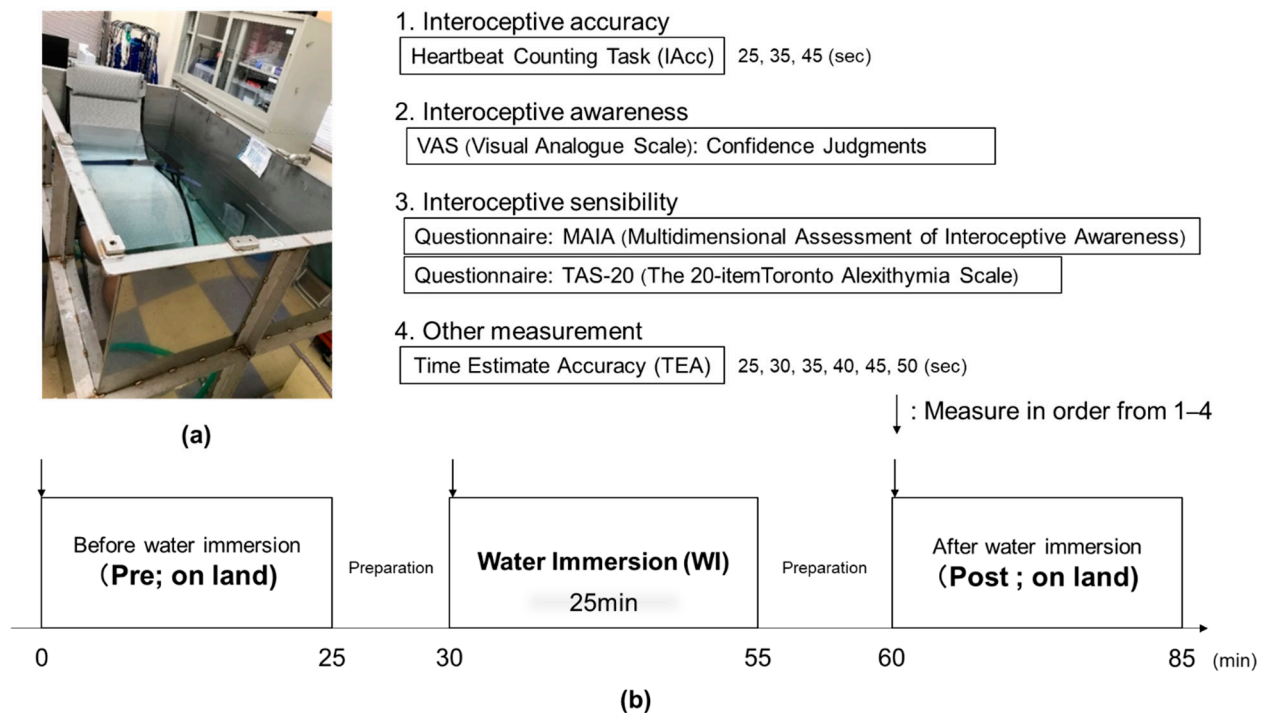 1. Interoceptive accuracy
Heartbeat Counting Task (IAcc) 25, 35, 45 (sec)
2. Interoceptive awareness
VAS (Visual Analogue Scale): Confidence Judgments
3. Interoceptive sensibility
Questionnaire: MAIA (Multidimensional Assessment of Interoceptive Awareness)
Questionnaire: TAS-20 (The 20-itemToronto Alexithymia Scale)
4. Other measurement
Time Estimate Accuracy (TEA) 25, 30, 35, 40, 45, 50 (sec)
: Measure in order from 1–4
(a)
Before water immersion
(Pre; on land)
Preparation
Water Immersion (WI)
25min
Preparation
After water immersion
(Post ; on land)
0 25 30 55 60 85 (min)
(b)